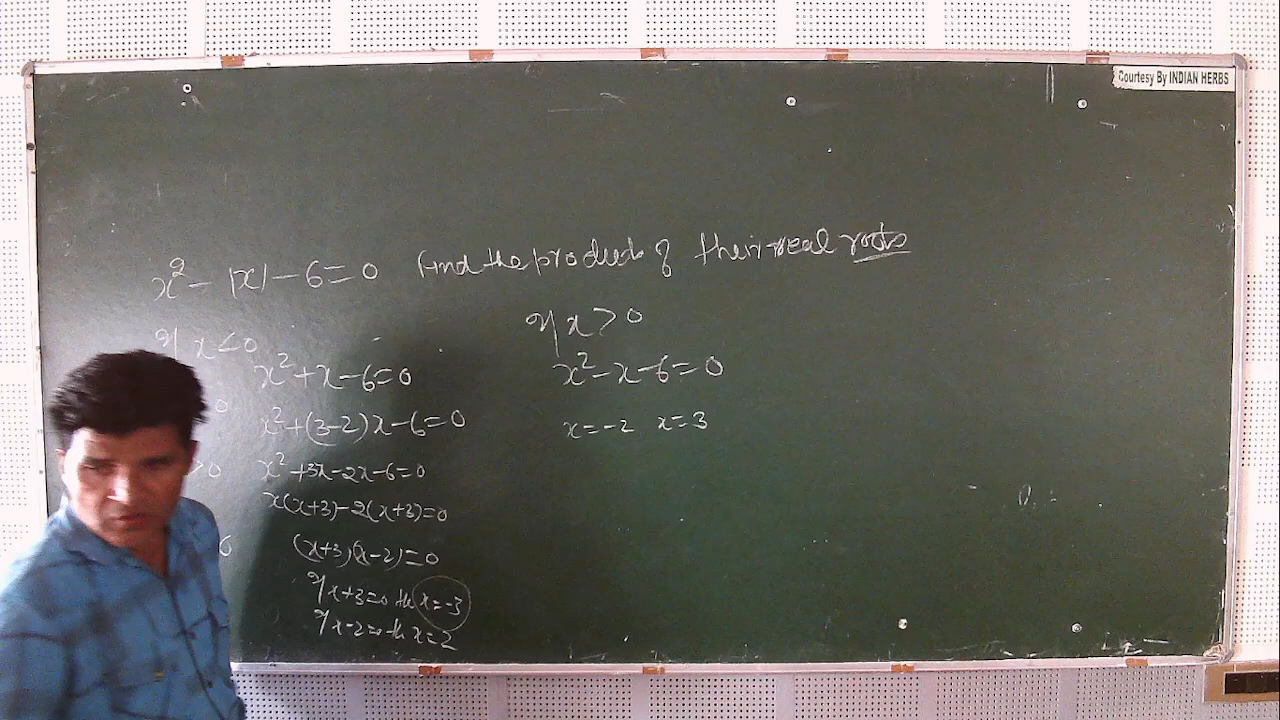 Courtesy By INDIAN HERBS
x² - |x| - 6 = 0 Find the product of their real roots
If x < 0
x² + x - 6 = 0
x² + (3-2)x - 6 = 0
x² + 3x - 2x - 6 = 0
x(x+3) - 2(x+3) = 0
(x+3)(x-2) = 0
If x+3=0 the x=-3
If x-2=0 th x=2
If x > 0
x² - x - 6 = 0
x = -2 x = 3